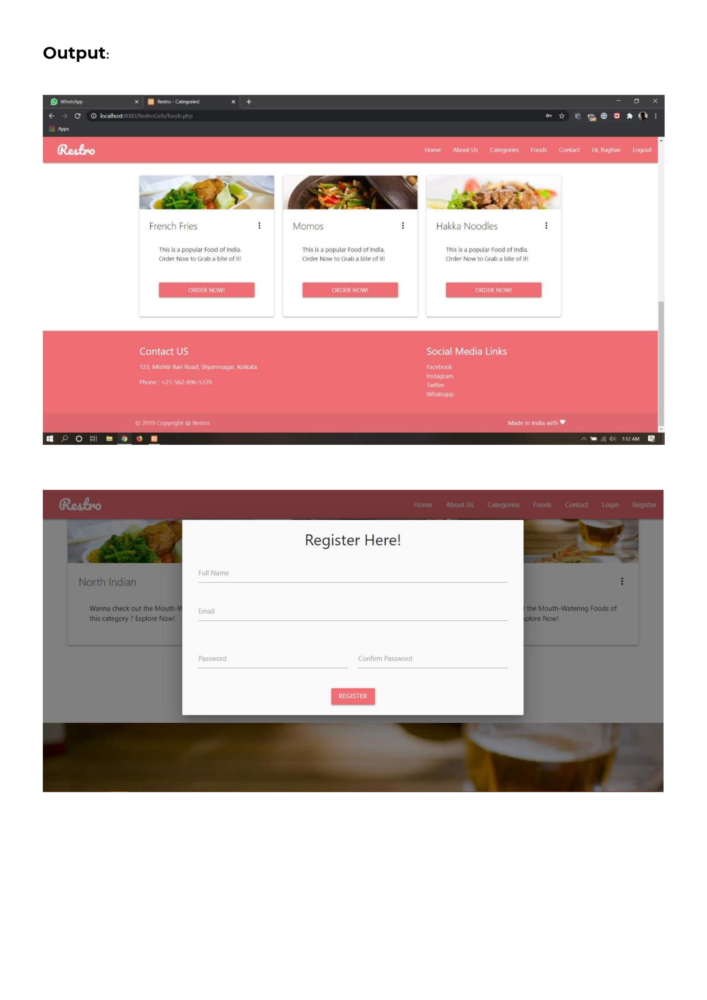 Output:
WhatsApp
Restro - Categories!
localhost:8080/RestroGirls/foods.php
Off
Apps
Restro
Home About Us Categories Foods Contact Hi, Raghav Logout
French Fries
This is a popular Food of India.
Order Now to Grab a bite of it!
ORDER NOW!
Momos
This is a popular Food of India.
Order Now to Grab a bite of it!
ORDER NOW!
Hakka Noodles
This is a popular Food of India.
Order Now to Grab a bite of it!
ORDER NOW!
Contact US
123, Mishtir Bari Road, Shyamnagar, Kolkata
Phone : +21-562-896-5378
Social Media Links
Facebook
Instagram
Twitter
Whatsapp
© 2019 Copyright @ Restro
Made in India with
1:12 AM
Restro
Home About Us Categories Foods Contact Login Register
North Indian
Wanna check out the Mouth-W
this category ? Explore Now!
Register Here!
Full Name
Email
Password
Confirm Password
REGISTER
t the Mouth-Watering Foods of
xplore Now!